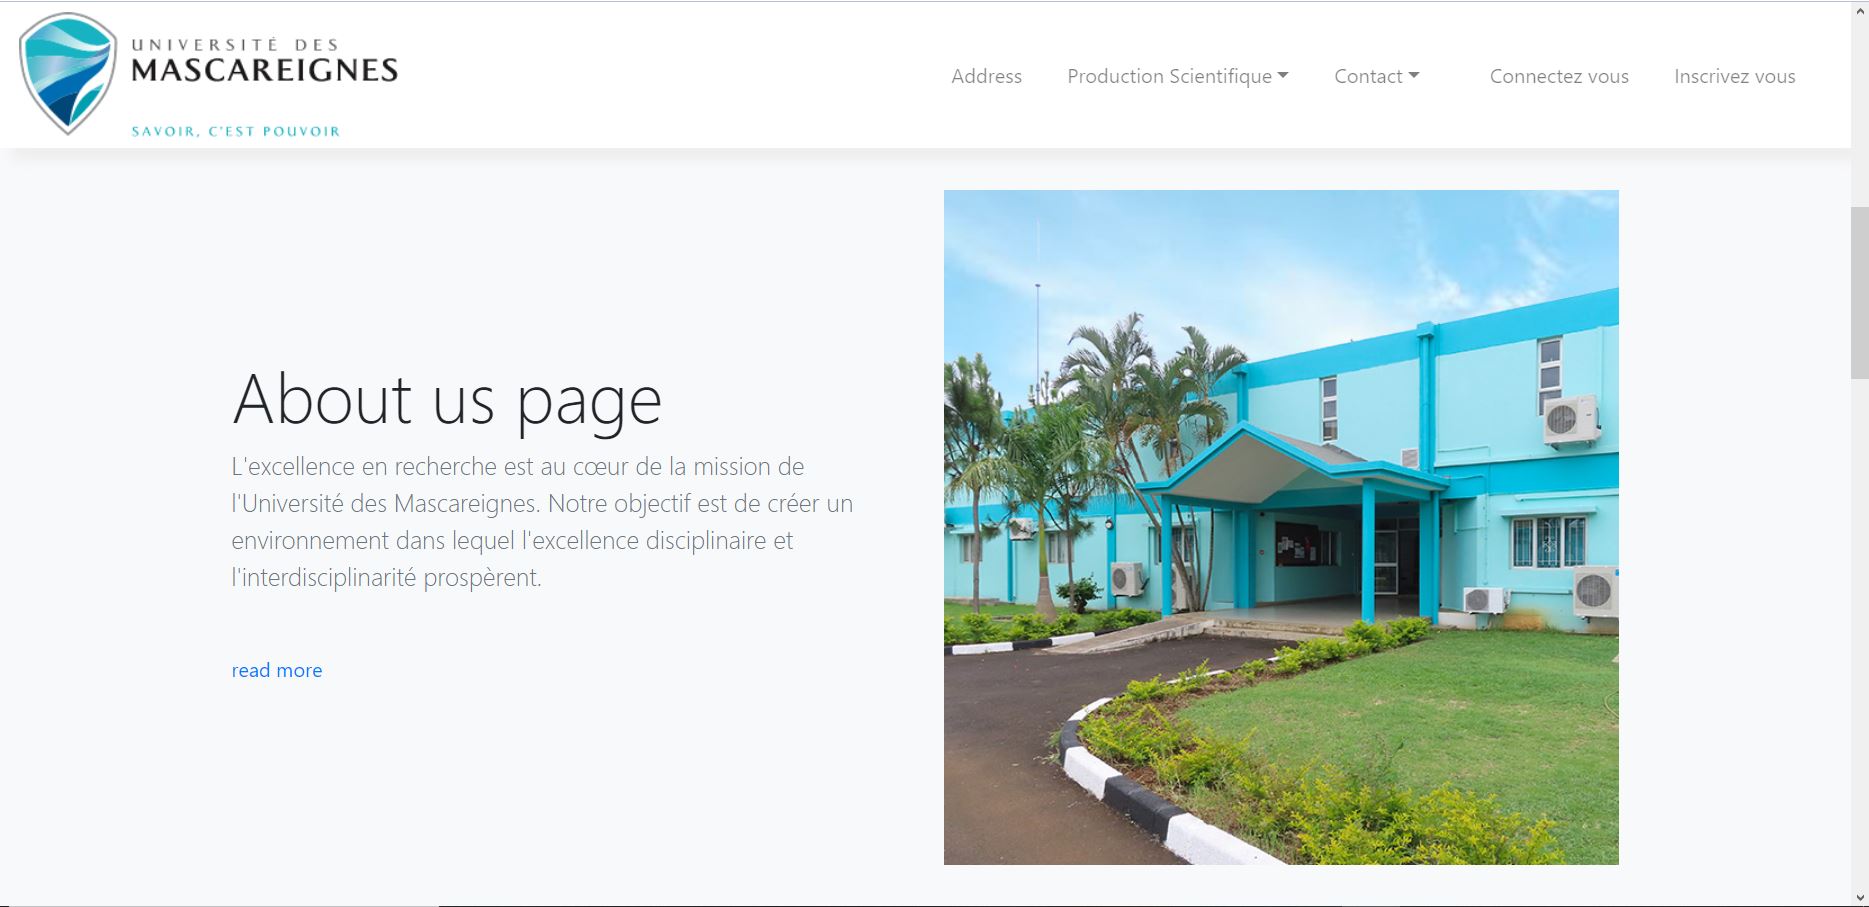 UNIVERSITÉ DES
MASCAREIGNES
SAVOIR, C'EST POUVOIR
Address
Production Scientifique
Contact
Connectez vous
Inscrivez vous
About us page
L'excellence en recherche est au cœur de la mission de
l'Université des Mascareignes. Notre objectif est de créer un
environnement dans lequel l'excellence disciplinaire et
l'interdisciplinarité prospèrent.
read more